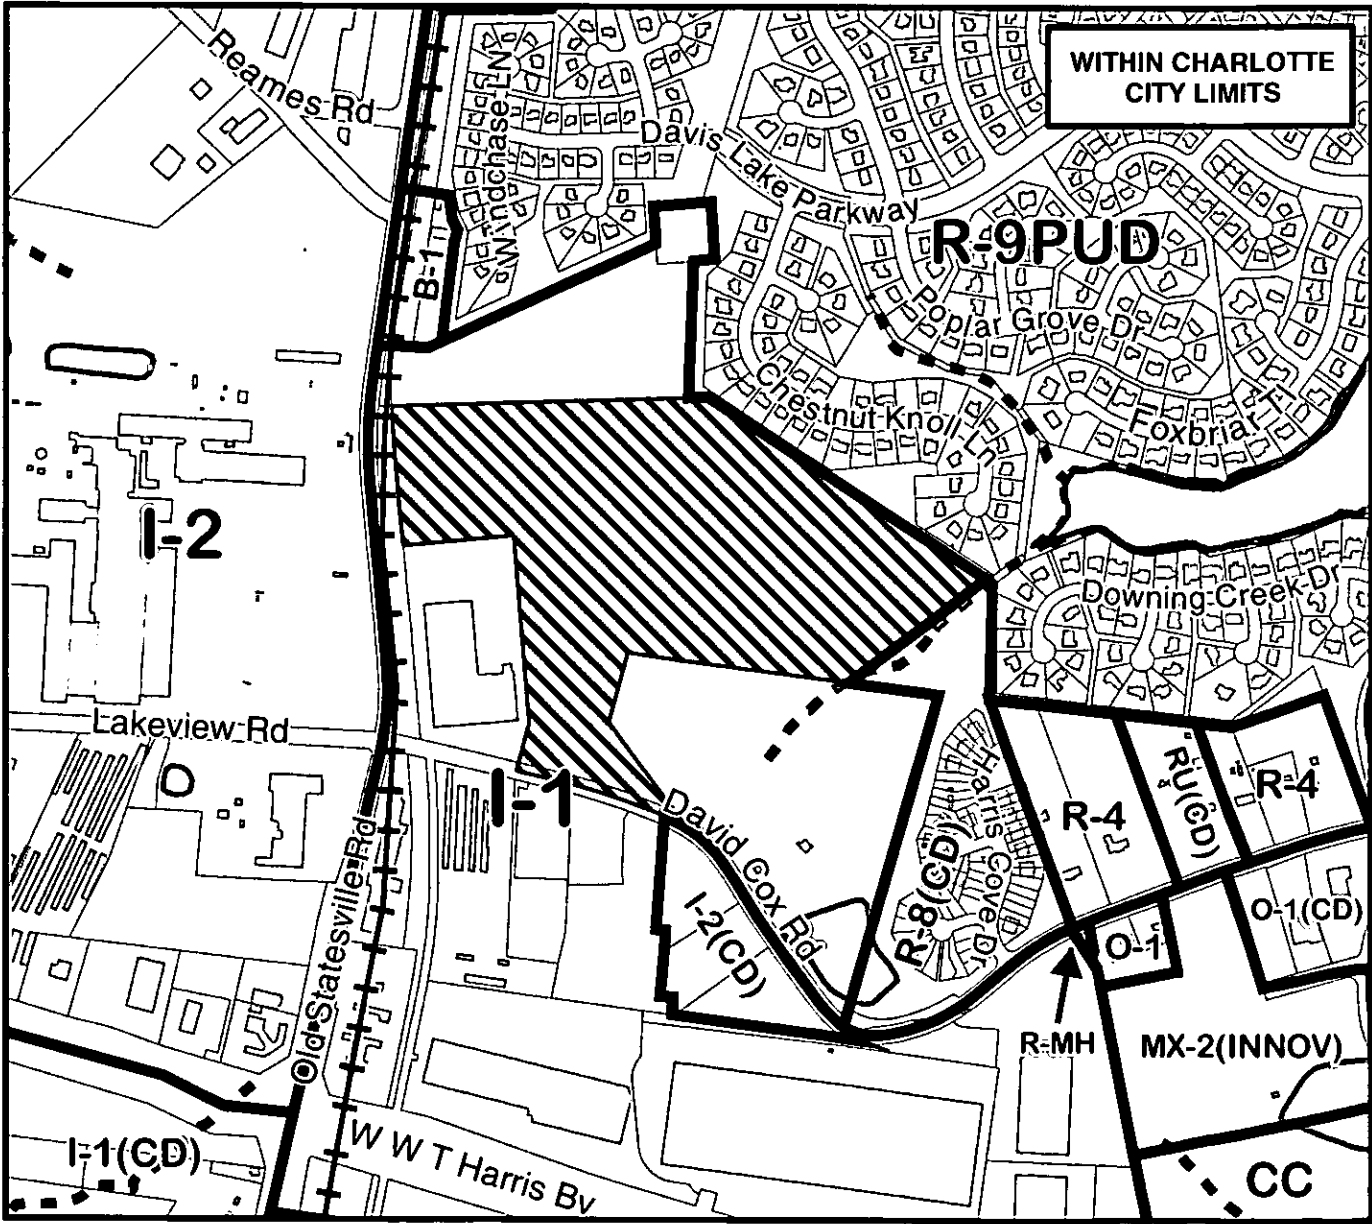 WITHIN CHARLOTTE
CITY LIMITS
Reames Rd
Windchase LN
Davis Lake Parkway
R-9PUD
B-1
Poplar Grove Dr
Chestnut Knoll Ln
Foxbriar Tl
I-2
Downing Creek Dr
Lakeview Rd
I-1
David Cox Rd
Harris Cove Dr
R-8(CD)
R-4
RU(CD)
R-4
I-2(CD)
O-1
O-1(CD)
Old Statesville Rd
R-MH
MX-2(INNOV)
I-1(CD)
W W T Harris Bv
CC